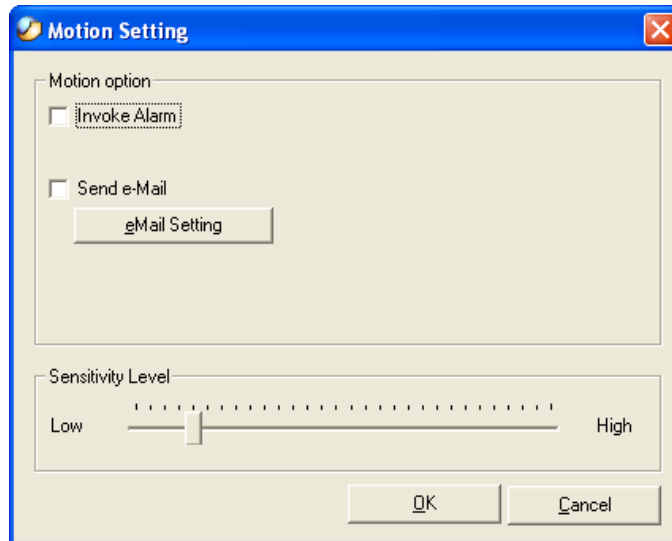 Motion Setting
Motion option
Invoke Alarm
Send e-Mail
eMail Setting
Sensitivity Level
Low
High
OK
Cancel